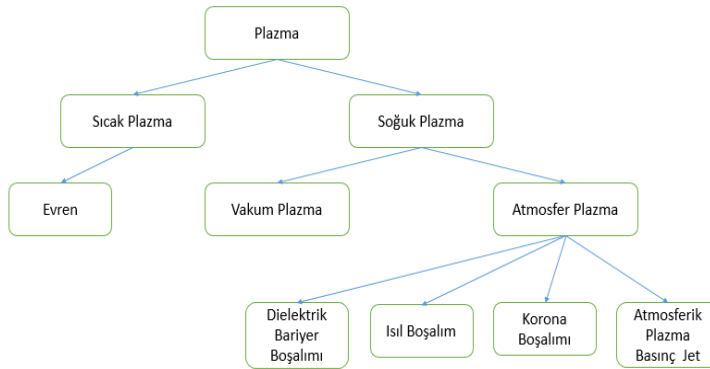 Plazma
Sıcak Plazma
Soğuk Plazma
Evren
Vakum Plazma
Atmosfer Plazma
Dielektrik
Bariyer
Boşalımı
Isıl Boşalım
Korona
Boşalımı
Atmosferik
Plazma
Basınç Jet